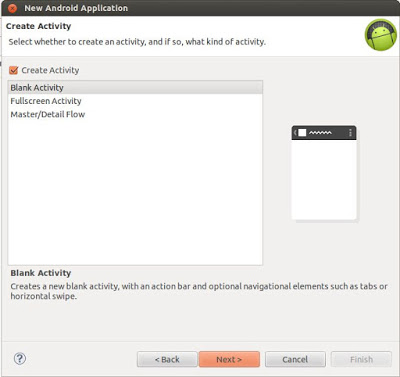 New Android Application
Create Activity
Select whether to create an activity, and if so, what kind of activity.
Create Activity
Blank Activity
Fullscreen Activity
Master/Detail Flow
Blank Activity
Creates a new blank activity, with an action bar and optional navigational elements such as tabs or
horizontal swipe.
? < Back Next > Cancel Finish